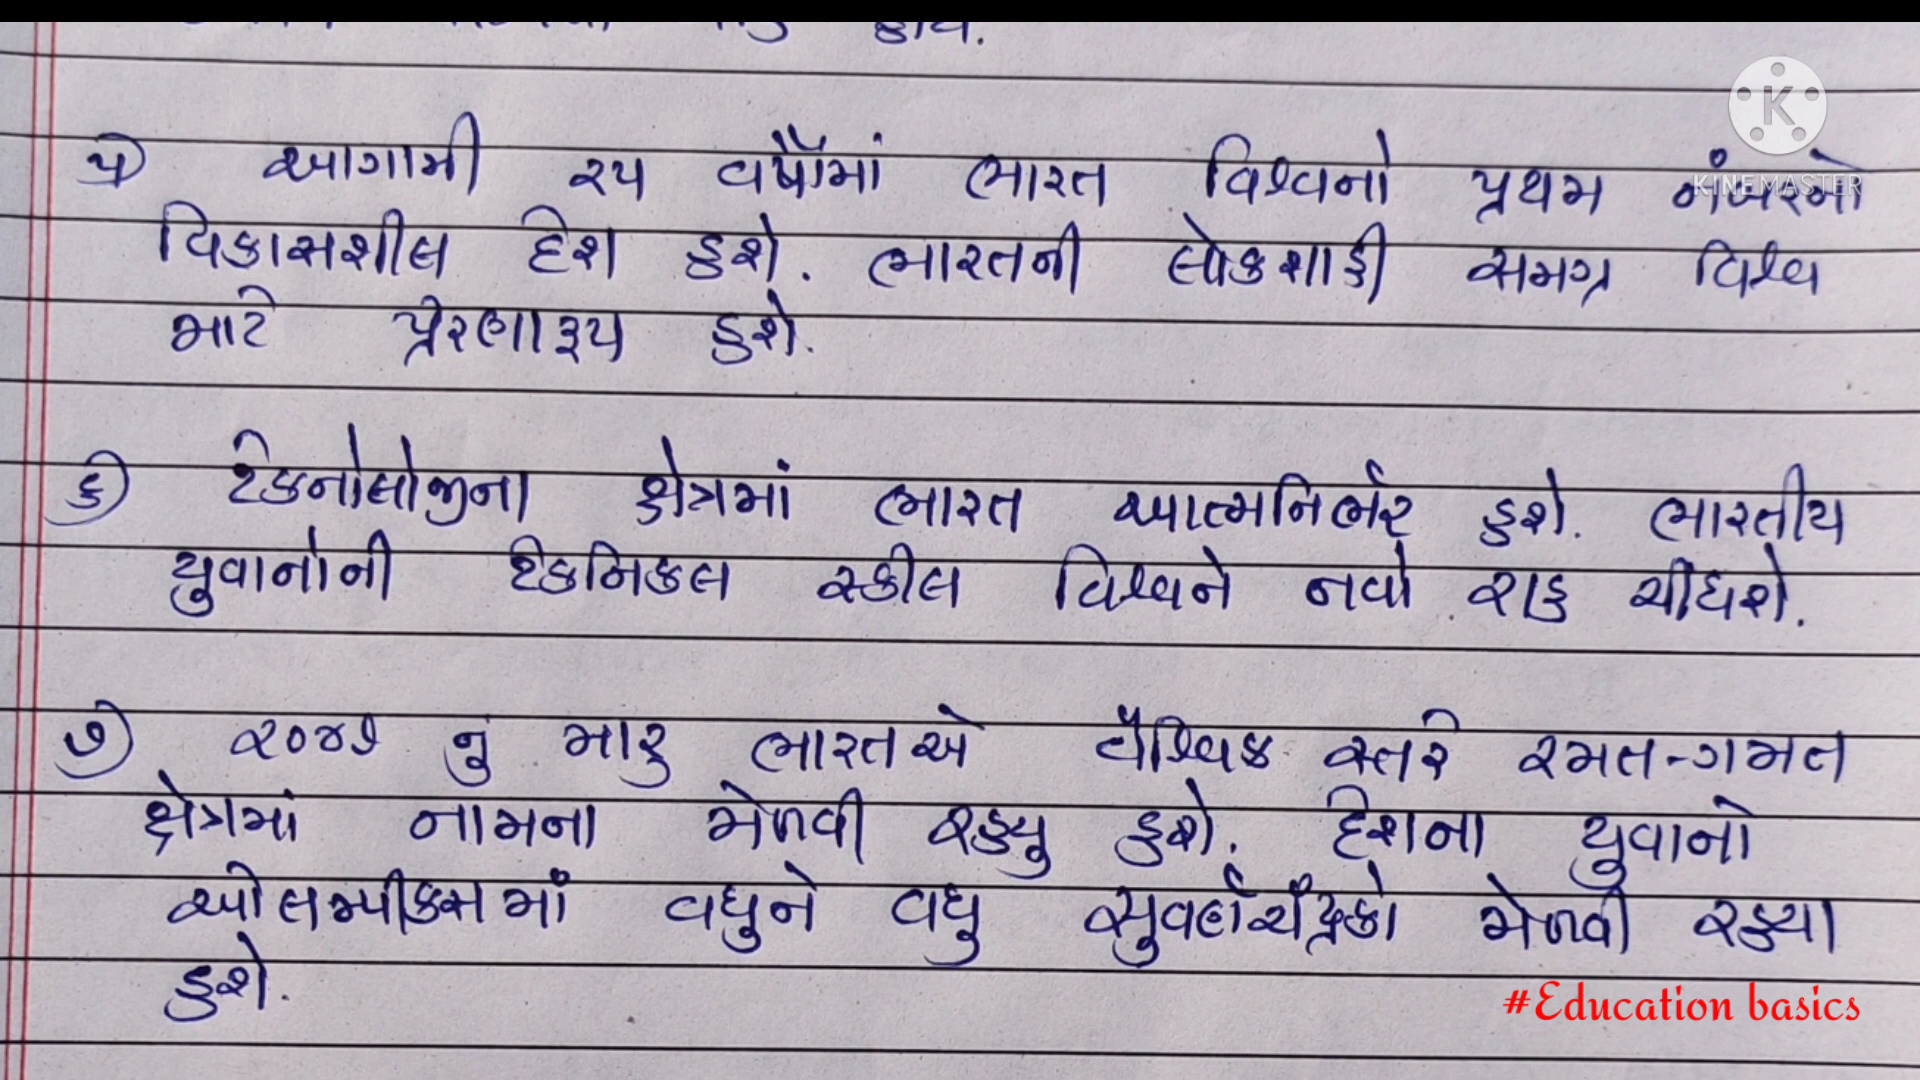 હોય.
૫) આગામી ૨૫ વર્ષોમાં ભારત વિશ્વનો પ્રથમ નંબરનો
વિકાસશીલ દેશ હશે. ભારતની લોકશાહી સમગ્ર વિશ્વ
માટે પ્રેરણારૂપ હશે.
૬) ટેકનોલોજીના ક્ષેત્રમાં ભારત આત્મનિર્ભર હશે. ભારતીય
યુવાનોની ટેકનિકલ સ્કીલ વિશ્વને નવો રાહ ચીંધશે.
૭) ૨૦૪૭ નું મારુ ભારતએ વૈશ્વિક સ્તરે રમત-ગમત
ક્ષેત્રમાં નામના મેળવી રહ્યુ હશે. દેશના યુવાનો
ઓલમ્પીકસમાં વધુને વધુ સુવર્ણચંદ્રકો મેળવી રહ્યા
હશે.
K
KINEMASTER
#Education basics